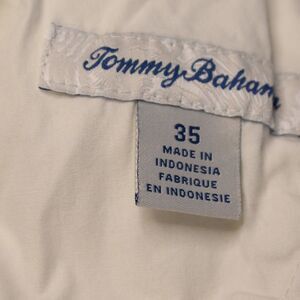 Tommy Baham
35
MADE IN
INDONESIA
FABRIQUE
EN INDONESIE